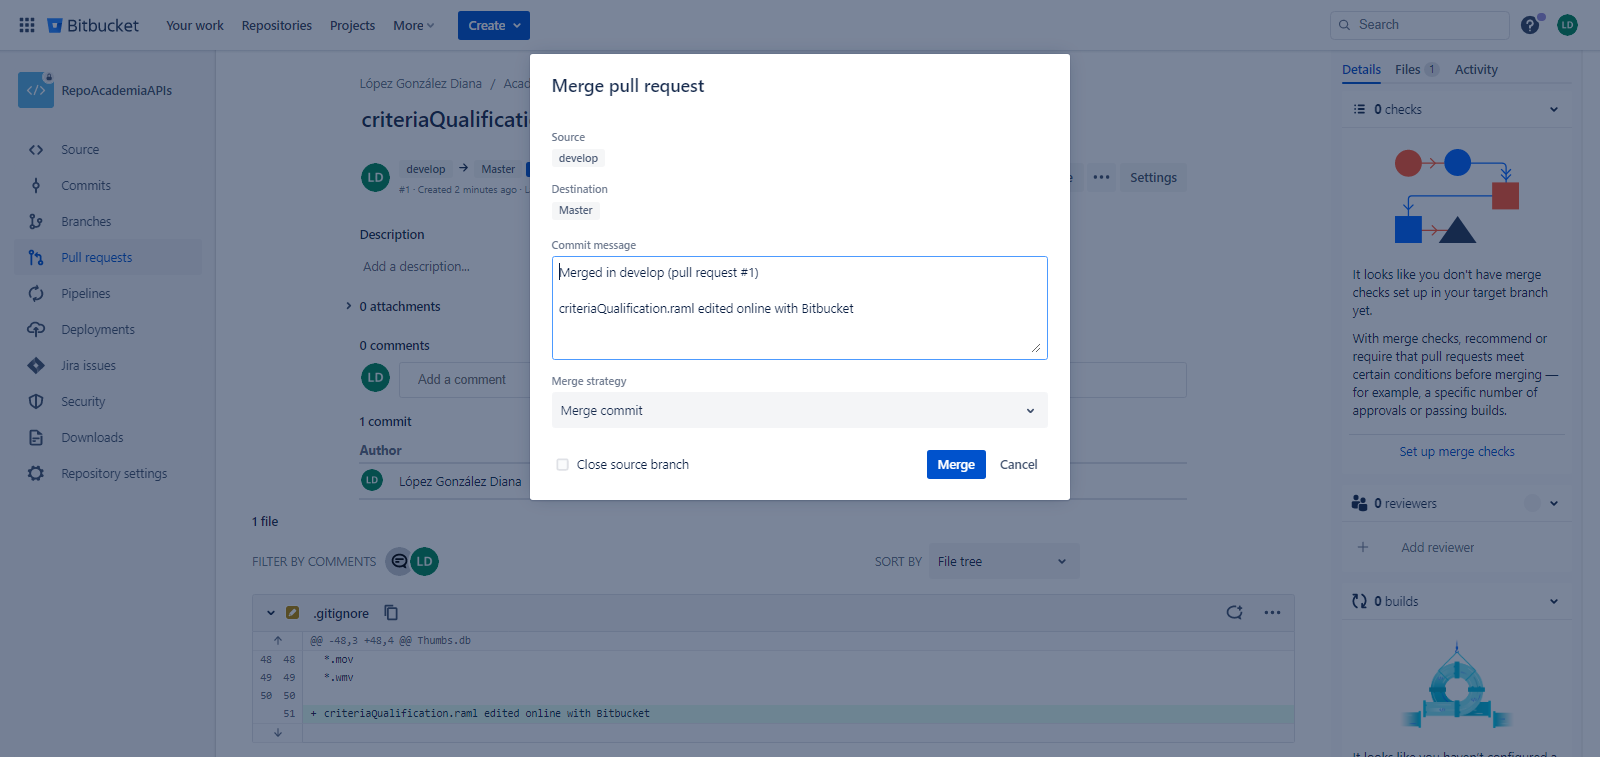 Bitbucket
Your work
Repositories
Projects
More
Create
Search
LD
RepoAcademiaAPIs
Source
Commits
Branches
Pull requests
Pipelines
Deployments
Jira issues
Security
Downloads
Repository settings
López González Diana / Acad
criteriaQualificati
LD
develop → Master
#1 · Created 2 minutes ago · L
Settings
Description
Add a description...
0 attachments
0 comments
LD
Add a comment
1 commit
Author
LD López González Diana
1 file
FILTER BY COMMENTS LD
SORT BY File tree
.gitignore
@@ -48,3 +48,4 @@ Thumbs.db
48 48 *.mov
49 49 *.wmv
50 50
51 + criteriaQualification.raml edited online with Bitbucket
Merge pull request
Source
develop
Destination
Master
Commit message
Merged in develop (pull request #1)
criteriaQualification.raml edited online with Bitbucket
Merge strategy
Merge commit
Close source branch
Merge
Cancel
Details
Files 1
Activity
0 checks
It looks like you don't have merge
checks set up in your target branch
yet.
With merge checks, recommend or
require that pull requests meet
certain conditions before merging —
for example, a specific number of
approvals or passing builds.
Set up merge checks
0 reviewers
Add reviewer
0 builds
It looks like you haven't configured a